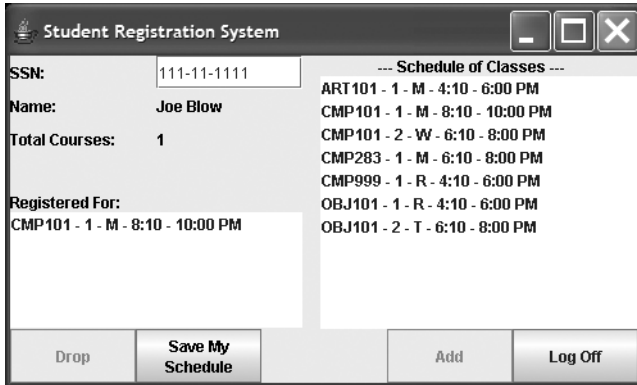 Student Registration System
SSN:
111-11-1111
Name:
Joe Blow
Total Courses:
1
Registered For:
CMP101 - 1 - M - 8:10 - 10:00 PM
Drop
Save My
Schedule
--- Schedule of Classes ---
ART101 - 1 - M - 4:10 - 6:00 PM
CMP101 - 1 - M - 8:10 - 10:00 PM
CMP101 - 2 - W - 6:10 - 8:00 PM
CMP283 - 1 - M - 6:10 - 8:00 PM
CMP999 - 1 - R - 4:10 - 6:00 PM
OBJ101 - 1 - R - 4:10 - 6:00 PM
OBJ101 - 2 - T - 6:10 - 8:00 PM
Add
Log Off